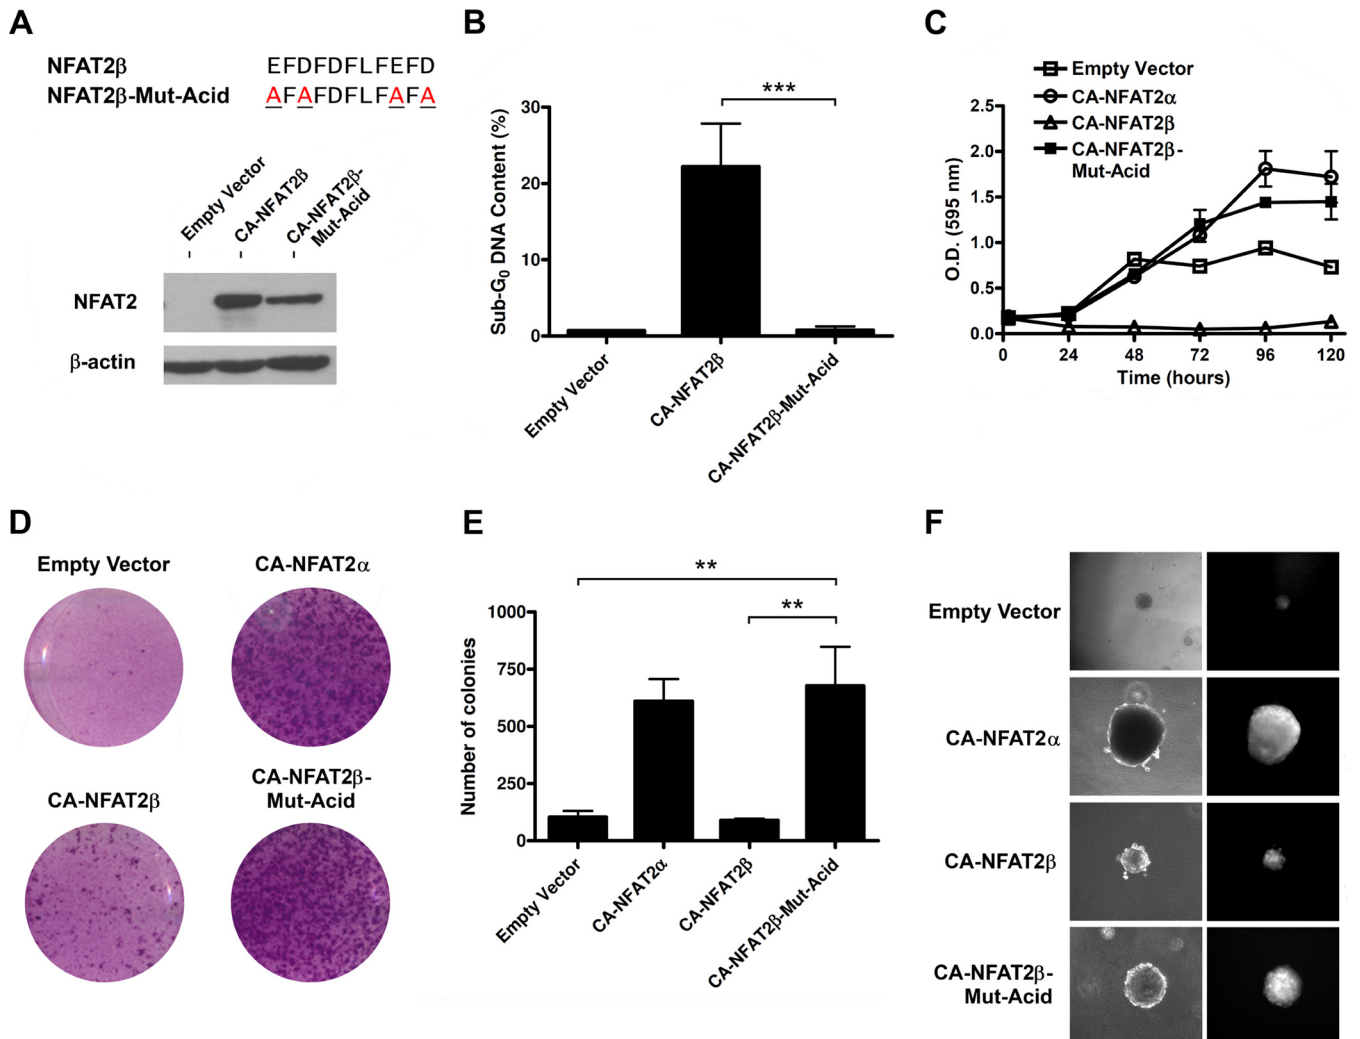 A
NFAT2β EFDFDFLFEFD
NFAT2β-Mut-Acid AFAFDFLFAFA
Empty Vector
CA-NFAT2β
CA-NFAT2β-
Mut-Acid
NFAT2
β-actin
B
***
Sub-G0 DNA Content (%)
30
20
10
0
Empty Vector
CA-NFAT2β
CA-NFAT2β-Mut-Acid
C
Empty Vector
CA-NFAT2α
CA-NFAT2β
CA-NFAT2β-
Mut-Acid
O.D. (595 nm)
2.5
2.0
1.5
1.0
0.5
0.0
0 24 48 72 96 120
Time (hours)
D
Empty Vector
CA-NFAT2α
CA-NFAT2β
CA-NFAT2β-
Mut-Acid
E
**
**
Number of colonies
1000
750
500
250
0
Empty Vector
CA-NFAT2α
CA-NFAT2β
CA-NFAT2β-Mut-Acid
F
Empty Vector
CA-NFAT2α
CA-NFAT2β
CA-NFAT2β-
Mut-Acid